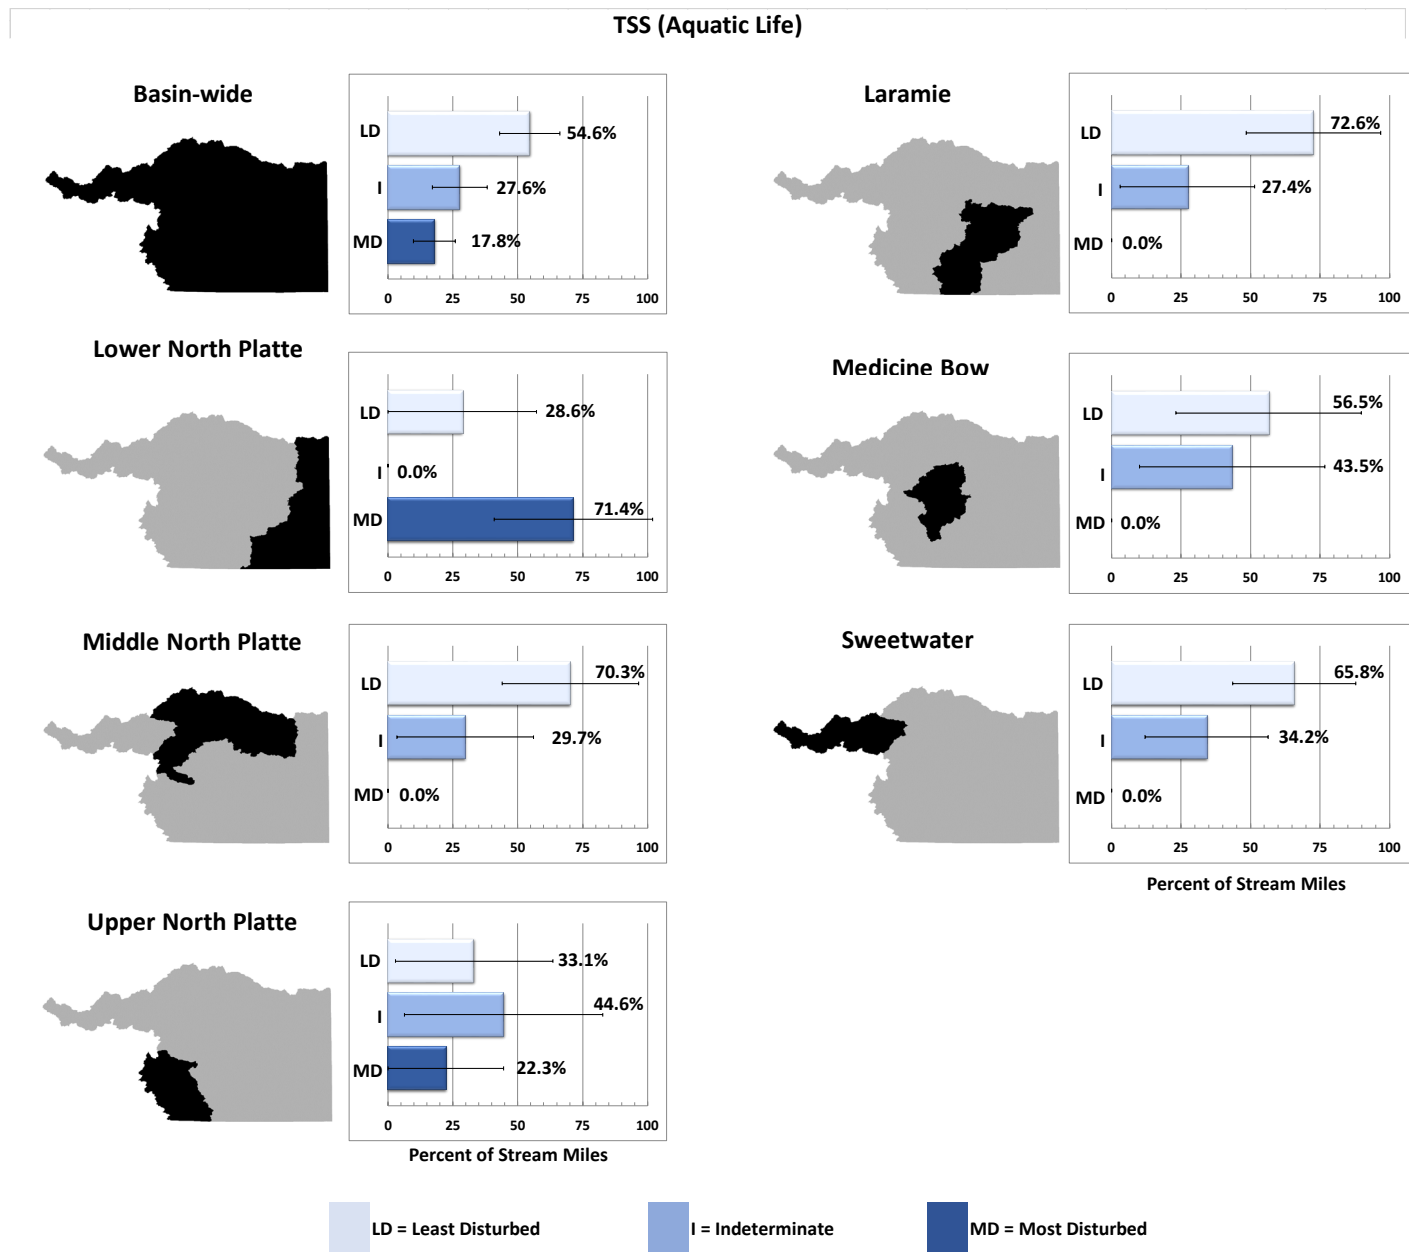 TSS (Aquatic Life)
Basin-wide
LD 54.6%
I 27.6%
MD 17.8%
0 25 50 75 100
Laramie
LD 72.6%
I 27.4%
MD 0.0%
0 25 50 75 100
Lower North Platte
LD 28.6%
I 0.0%
MD 71.4%
0 25 50 75 100
Medicine Bow
LD 56.5%
I 43.5%
MD 0.0%
0 25 50 75 100
Middle North Platte
LD 70.3%
I 29.7%
MD 0.0%
0 25 50 75 100
Sweetwater
LD 65.8%
I 34.2%
MD 0.0%
0 25 50 75 100
Percent of Stream Miles
Upper North Platte
LD 33.1%
I 44.6%
MD 22.3%
0 25 50 75 100
Percent of Stream Miles
LD = Least Disturbed
I = Indeterminate
MD = Most Disturbed